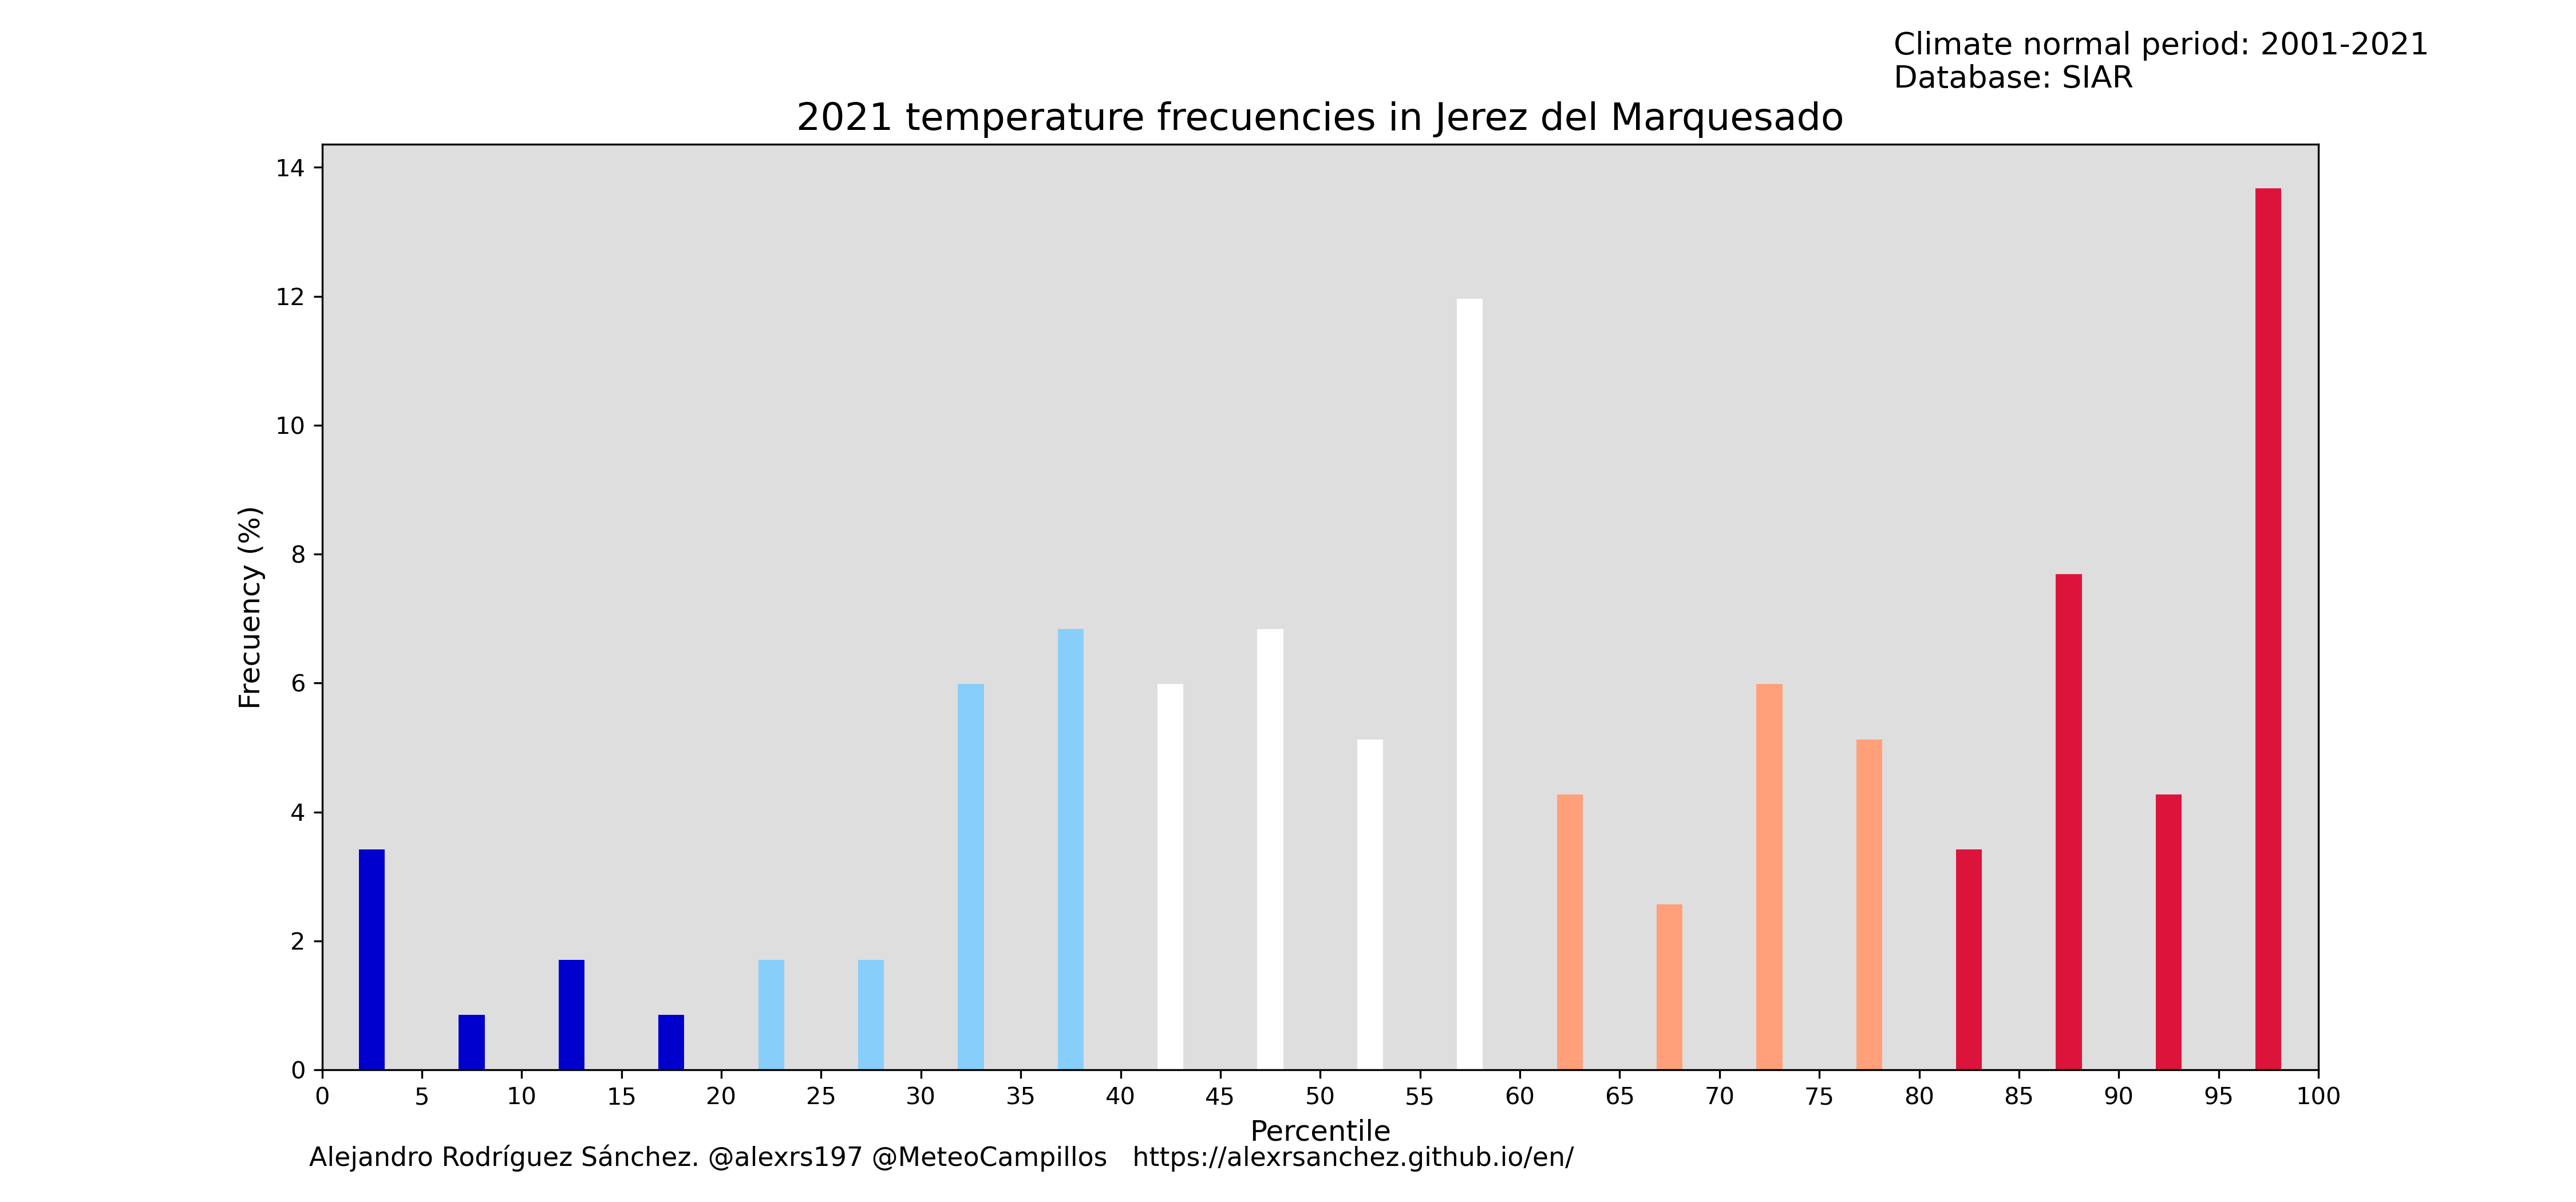 Climate normal period: 2001-2021
Database: SIAR
2021 temperature frecuencies in Jerez del Marquesado
14
12
10
8
6
4
2
0
Frecuency (%)
0 5 10 15 20 25 30 35 40 45 50 55 60 65 70 75 80 85 90 95 100
Percentile
Alejandro Rodríguez Sánchez. @alexrs197 @MeteoCampillos https://alexrsanchez.github.io/en/